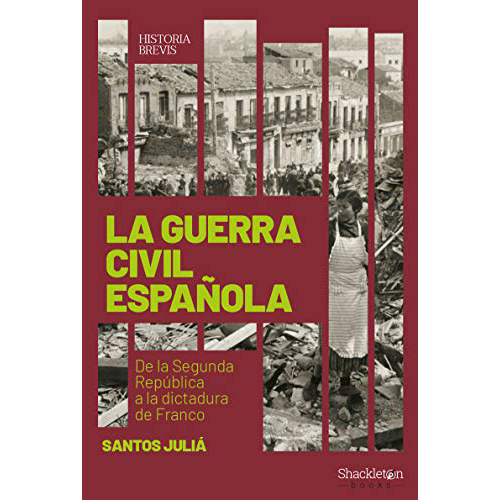 HISTORIA
BREVIS
LA GUERRA
CIVIL
ESPAÑOLA
De la Segunda
República
a la dictadura
de Franco
SANTOS JULIÁ
Shackleton
books